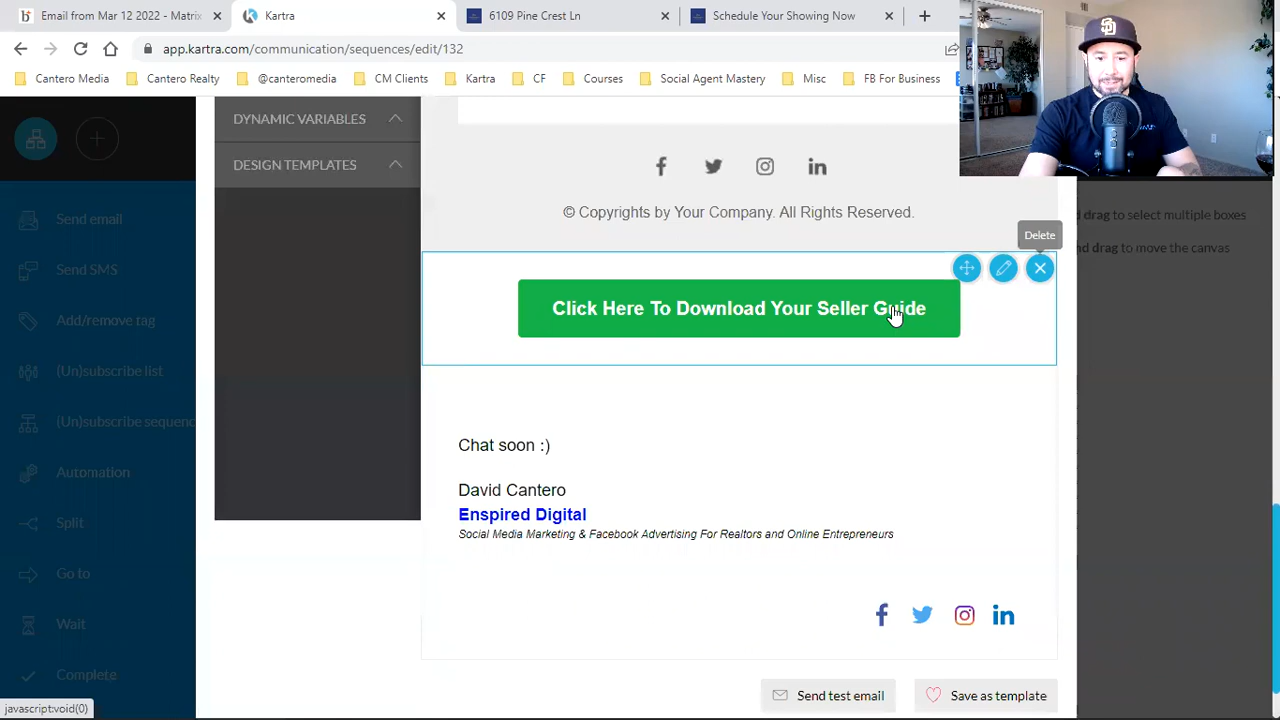 Email from Mar 12 2022 - Matrix
Kartra
6109 Pine Crest Ln
Schedule Your Showing Now
app.kartra.com/communication/sequences/edit/132
Cantero Media
Cantero Realty
@canteromedia
CM Clients
Kartra
CF
Courses
Social Agent Mastery
Misc
FB For Business
DYNAMIC VARIABLES
DESIGN TEMPLATES
© Copyrights by Your Company. All Rights Reserved.
Delete
Click Here To Download Your Seller Guide
Chat soon :)
David Cantero
Enspired Digital
Social Media Marketing & Facebook Advertising For Realtors and Online Entrepreneurs
Send test email
Save as template
Send email
Send SMS
Add/remove tag
(Un)subscribe list
(Un)subscribe sequenc
Automation
Split
Go to
Wait
Complete
javascript:void(0)
d drag to select multiple boxes
nd drag to move the canvas